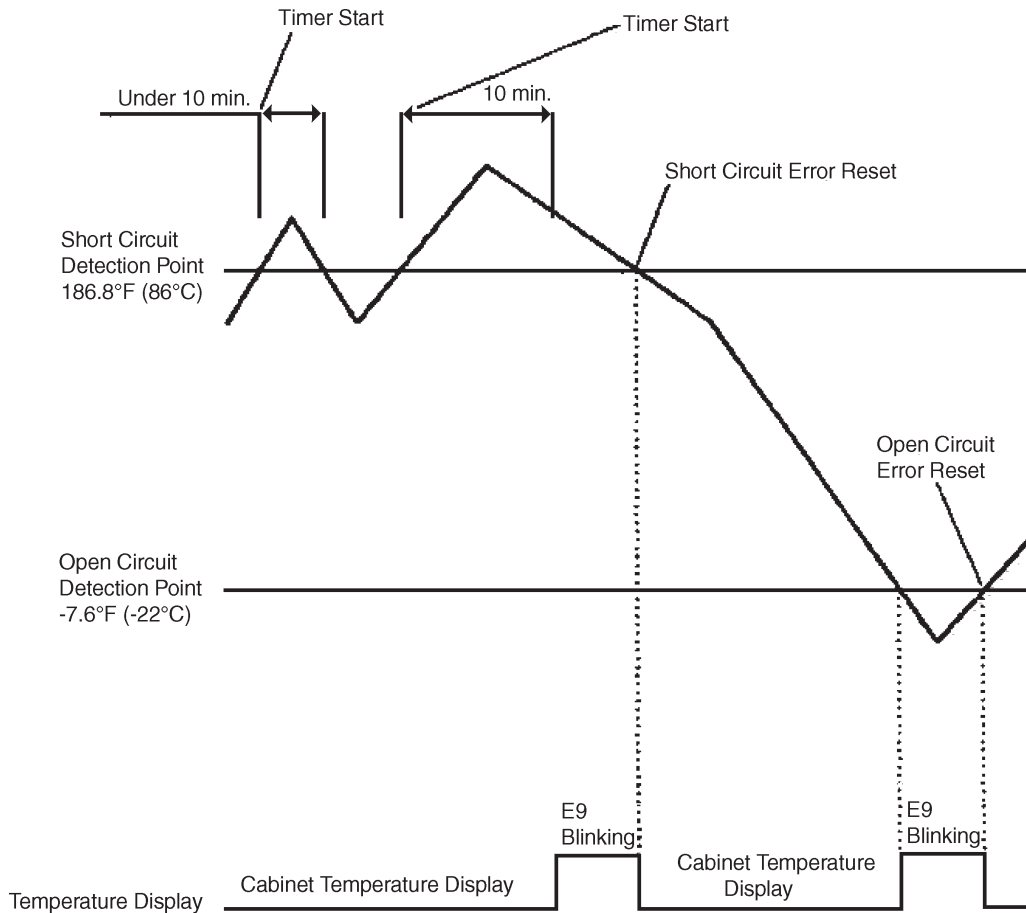 Timer Start
Timer Start
Under 10 min.
10 min.
Short Circuit Error Reset
Short Circuit
Detection Point
186.8°F (86°C)
Open Circuit
Error Reset
Open Circuit
Detection Point
-7.6°F (-22°C)
E9
Blinking
E9
Blinking
Cabinet Temperature Display
Cabinet Temperature
Display
Temperature Display